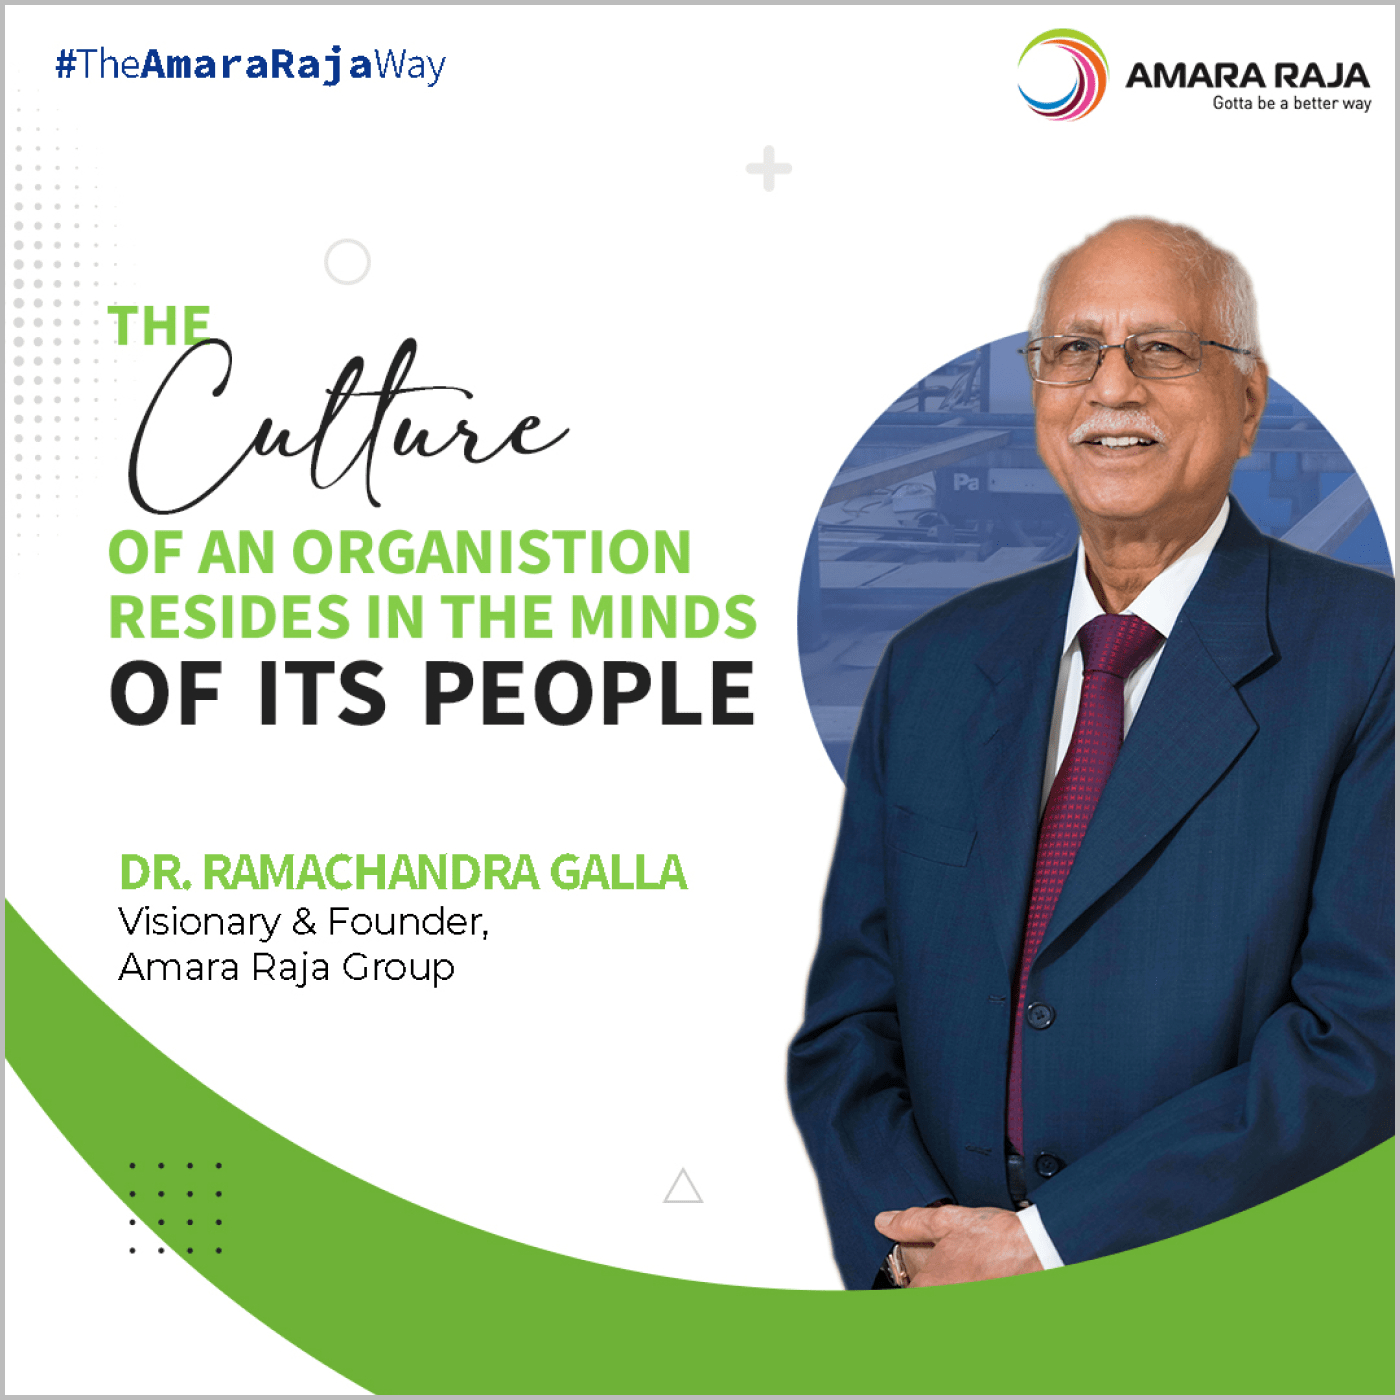 #TheAmaraRajaWay
AMARA RAJA
Gotta be a better way
THE
Culture
OF AN ORGANISTION
RESIDES IN THE MINDS
OF ITS PEOPLE
Pa
DR. RAMACHANDRA GALLA
Visionary & Founder,
Amara Raja Group